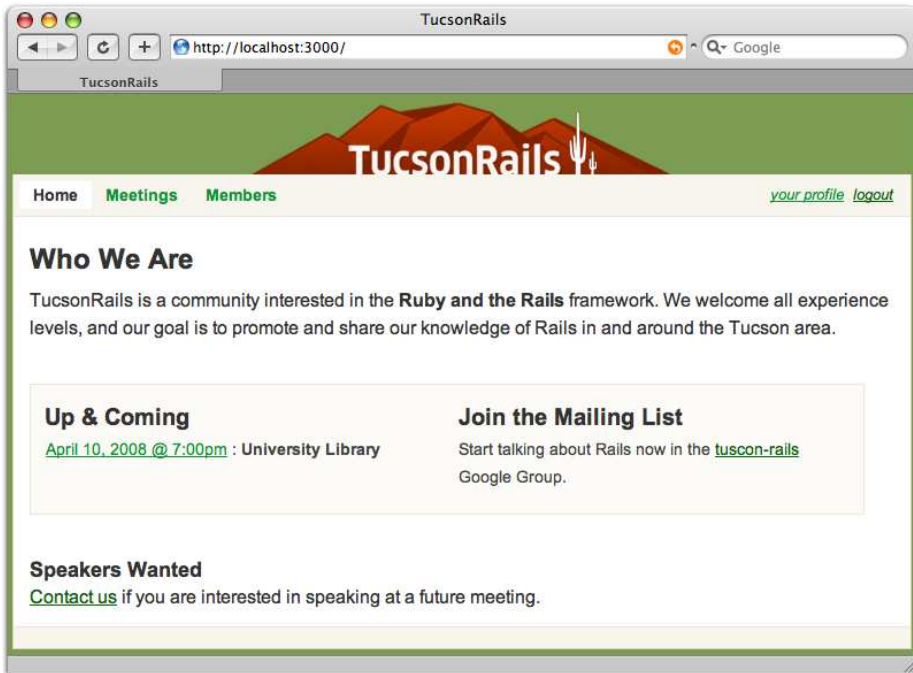 TucsonRails
http://localhost:3000/
Google
TucsonRails
TucsonRails
Home Meetings Members your profile logout
Who We Are
TucsonRails is a community interested in the Ruby and the Rails framework. We welcome all experience
levels, and our goal is to promote and share our knowledge of Rails in and around the Tucson area.
Up & Coming
April 10, 2008 @ 7:00pm : University Library
Join the Mailing List
Start talking about Rails now in the tuscon-rails
Google Group.
Speakers Wanted
Contact us if you are interested in speaking at a future meeting.